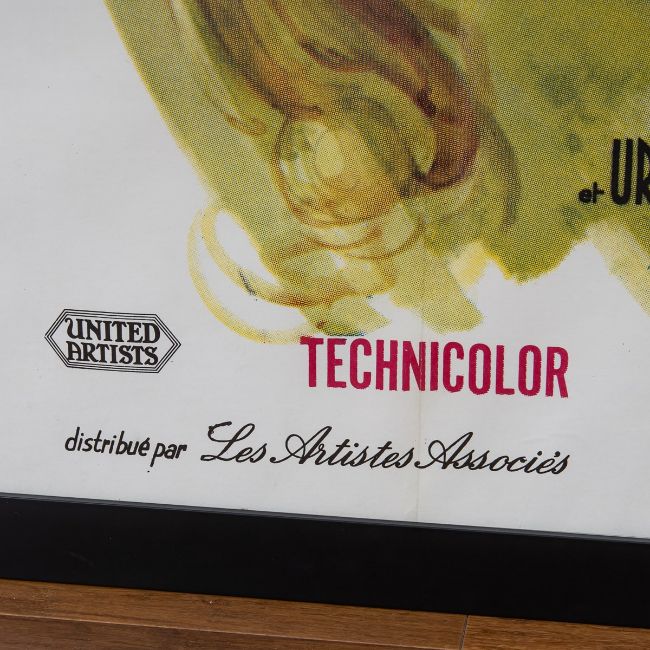 et UR
UNITED
ARTISTS
TECHNICOLOR
distribué par Les Artistes Associés